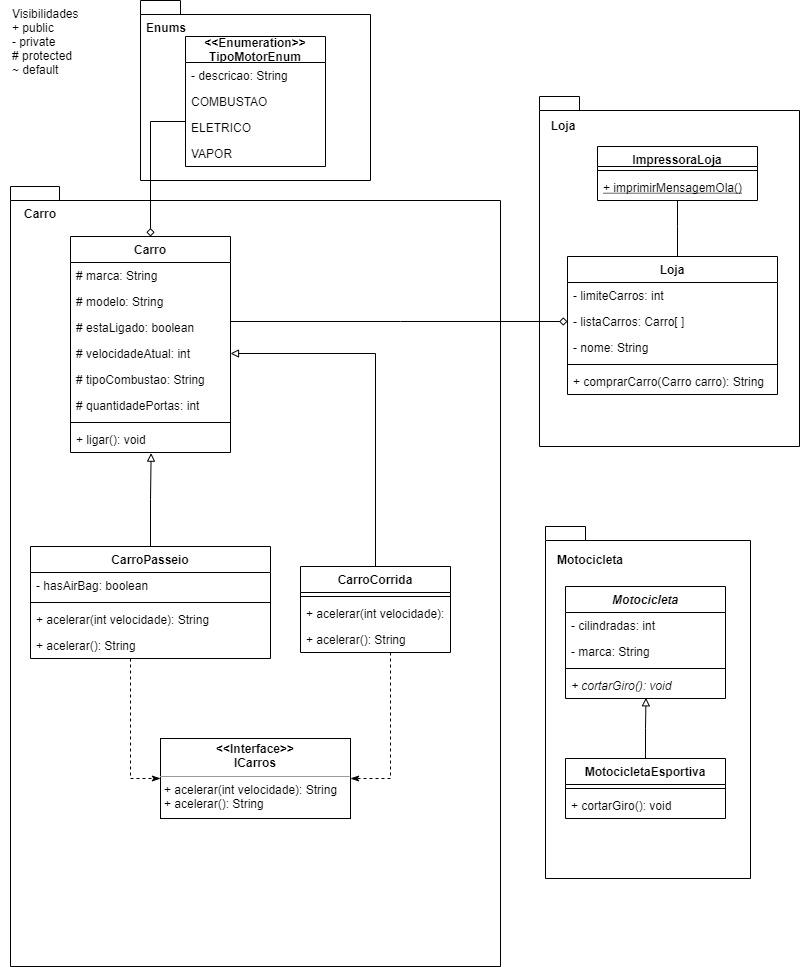 Visibilidades
+ public
- private
# protected
~ default
Enums
<<Enumeration>>
TipoMotorEnum
- descricao: String
COMBUSTAO
ELETRICO
VAPOR
Carro
Carro
# marca: String
# modelo: String
# estaLigado: boolean
# velocidadeAtual: int
# tipoCombustao: String
# quantidadePortas: int
+ ligar(): void
CarroPasseio
- hasAirBag: boolean
+ acelerar(int velocidade): String
+ acelerar(): String
CarroCorrida
+ acelerar(int velocidade):
+ acelerar(): String
<<Interface>>
ICarros
+ acelerar(int velocidade): String
+ acelerar(): String
Loja
ImpressoraLoja
+ imprimirMensagemOla()
Loja
- limiteCarros: int
- listaCarros: Carro[ ]
- nome: String
+ comprarCarro(Carro carro): String
Motocicleta
Motocicleta
- cilindradas: int
- marca: String
+ cortarGiro(): void
MotocicletaEsportiva
+ cortarGiro(): void